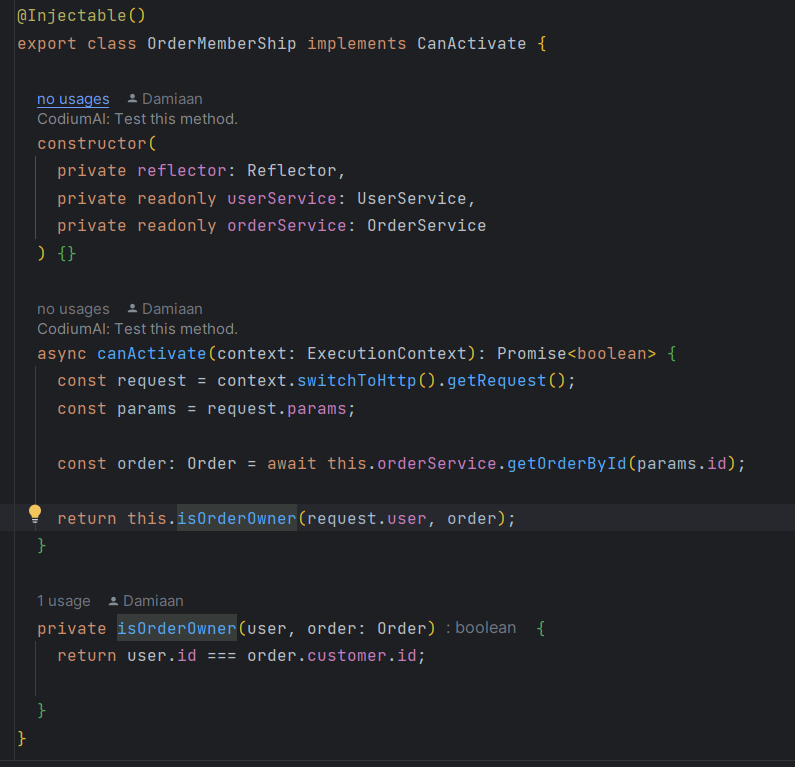 @Injectable()
export class OrderMemberShip implements CanActivate {
no usages Damiaan
CodiumAI: Test this method.
constructor(
private reflector: Reflector,
private readonly userService: UserService,
private readonly orderService: OrderService
) {}
no usages Damiaan
CodiumAI: Test this method.
async canActivate(context: ExecutionContext): Promise<boolean> {
const request = context.switchToHttp().getRequest();
const params = request.params;
const order: Order = await this.orderService.getOrderById(params.id);
return this.isOrderOwner(request.user, order);
}
1 usage Damiaan
private isOrderOwner(user, order: Order) : boolean {
return user.id === order.customer.id;
}
}